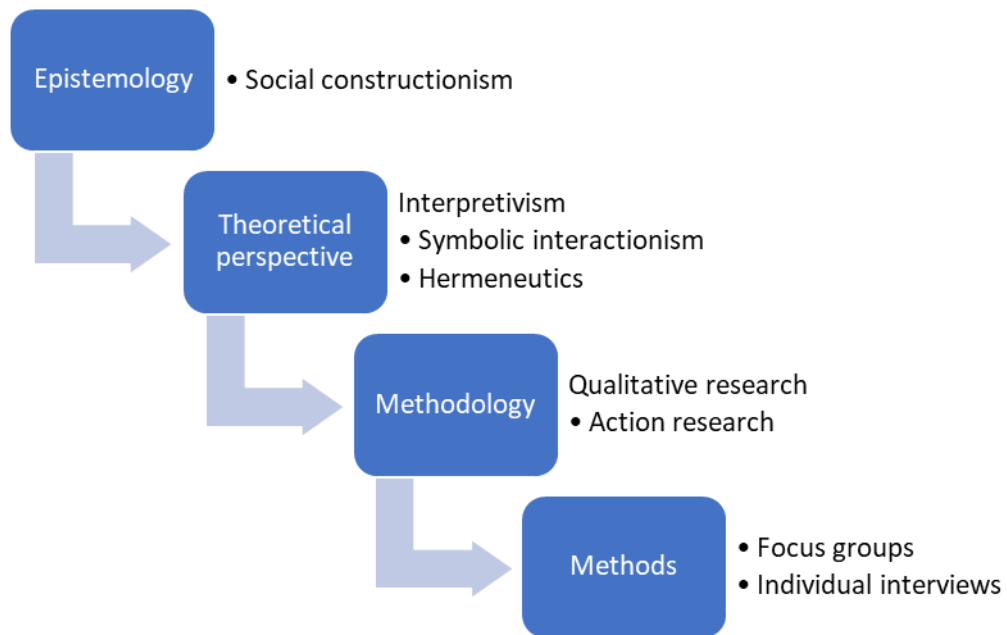 Epistemology
• Social constructionism
Theoretical
perspective
Interpretivism
• Symbolic interactionism
• Hermeneutics
Methodology
Qualitative research
• Action research
Methods
• Focus groups
• Individual interviews